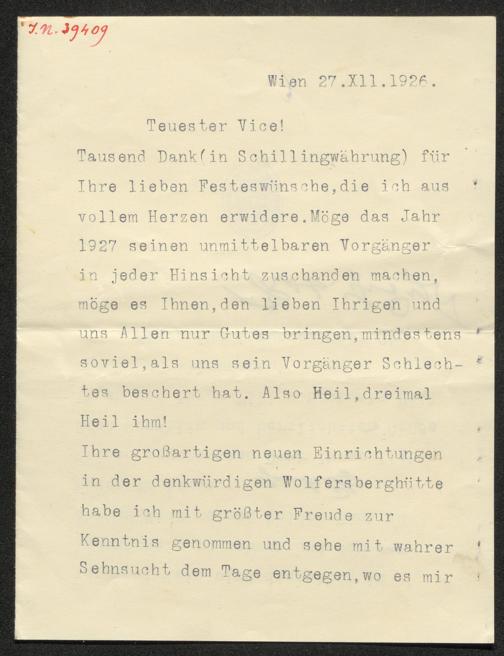 I.N. 39409
Wien 27.XII.1926.
Teuester Vice!
Tausend Dank(in Schillingwährung) für
Ihre lieben Festeswünsche,die ich aus
vollem Herzen erwidere.Möge das Jahr
1927 seinen unmittelbaren Vorgänger
in jeder Hinsicht zuschanden machen,
möge es Ihnen,den lieben Ihrigen und
uns Allen nur Gutes bringen,mindestens
soviel,als uns sein Vorgänger Schlech-
tes beschert hat. Also Heil,dreimal
Heil ihm!
Ihre großartigen neuen Einrichtungen
in der denkwürdigen Wolfersberghütte
habe ich mit größter Freude zur
Kenntnis genommen und sehe mit wahrer
Sehnsucht dem Tage entgegen,wo es mir